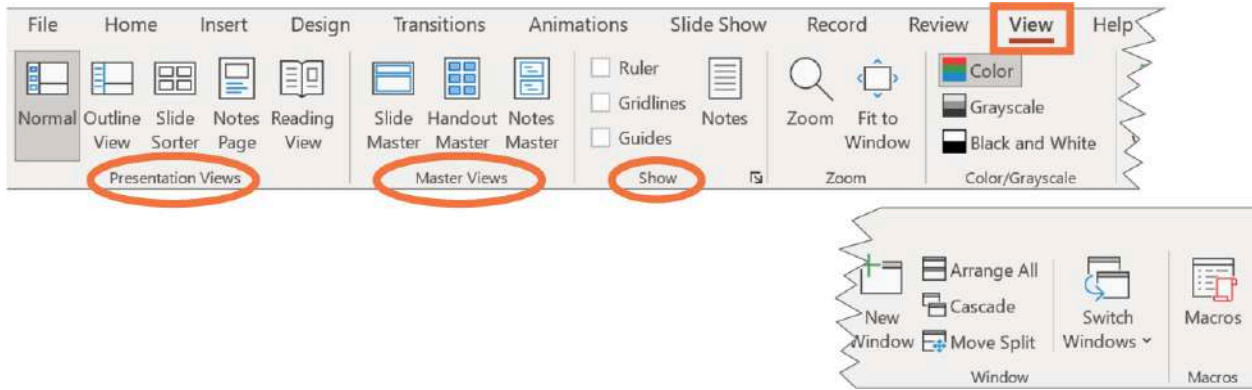 File Home Insert Design Transitions Animations Slide Show Record Review View Help
Normal Outline View Slide Sorter Notes Page Reading View
Presentation Views
Slide Master Handout Master Notes Master
Master Views
Ruler
Gridlines
Guides
Notes
Show
Zoom Fit to Window
Zoom
Color
Grayscale
Black and White
Color/Grayscale
New Window
Arrange All
Cascade
Move Split
Switch Windows
Window
Macros
Macros